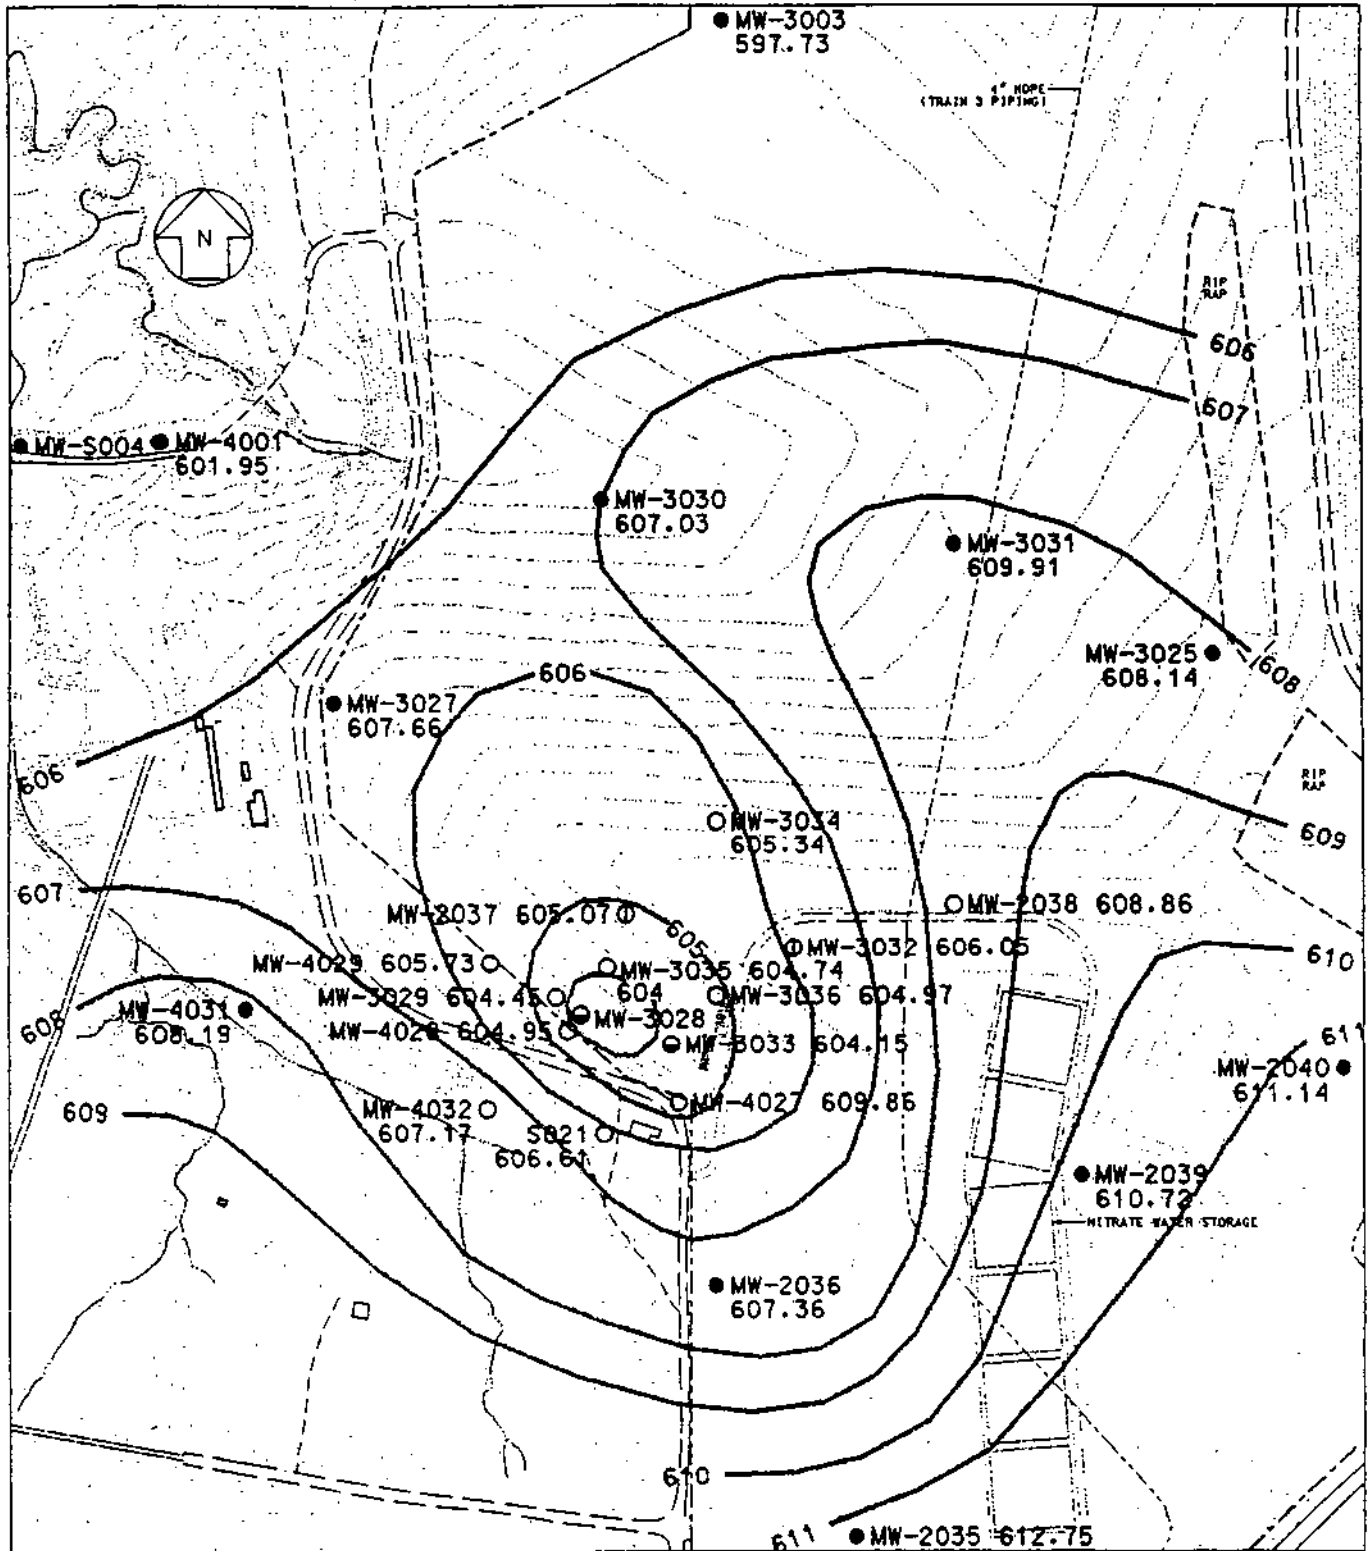 MW-3003
597.73
4" HDPE
(TRAIN 3 PIPING)
N
RIP
RAP
606
607
MW-S004
MW-4001
601.95
MW-3030
607.03
MW-3031
609.91
MW-3025
608.14
608
606
MW-3027
607.66
606
RIP
RAP
MW-3034
605.34
609
607
MW-2037 605.07
605
MW-2038 608.86
MW-3032 606.05
610
MW-4029 605.73
MW-3035 604.74
MW-3029 604.45
604
MW-3036 604.97
608
MW-4031
608.19
MW-3028
MW-4028 604.95
MW-3033 604.15
611
MW-2040
611.14
609
MW-4032
607.17
MW-4027 609.86
S021
606.61
MW-2039
610.72
NITRATE WATER STORAGE
MW-2036
607.36
610
611
MW-2035 612.75